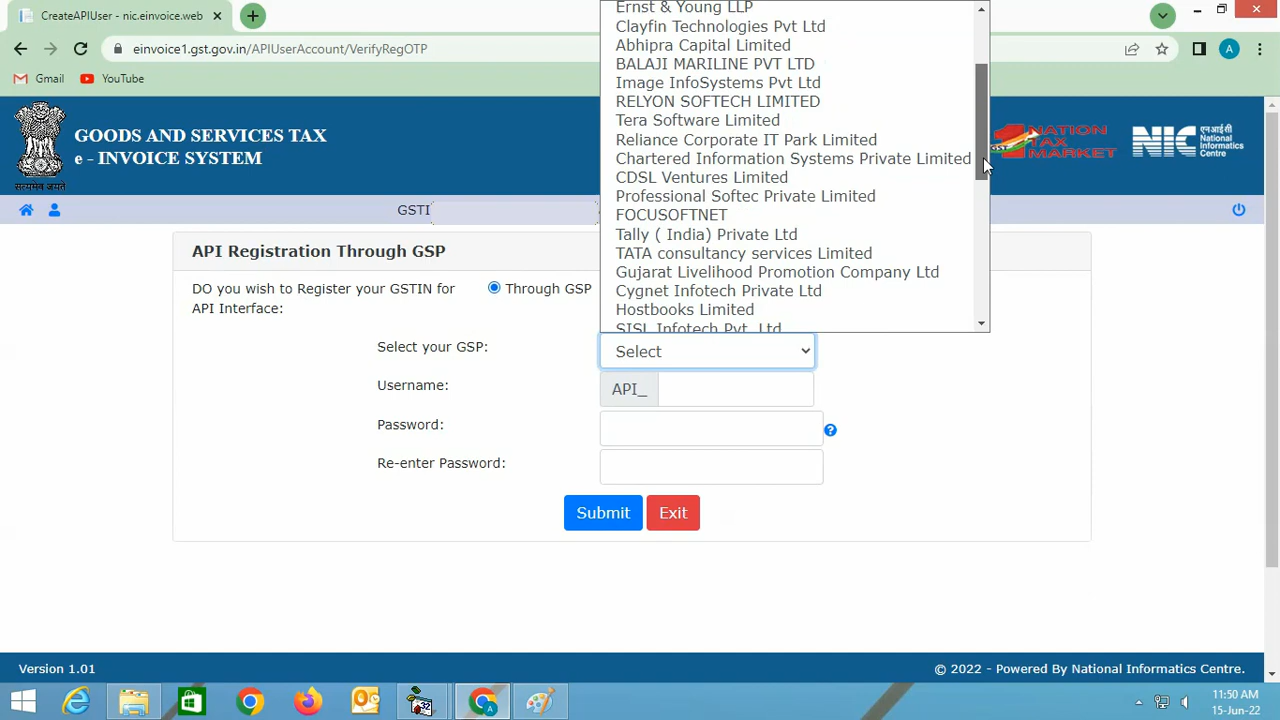 CreateAPIUser - nic.einvoice.web
einvoice1.gst.gov.in/APIUserAccount/VerifyRegOTP
A
Gmail
YouTube
सत्यमेव जयते
GOODS AND SERVICES TAX
e - INVOICE SYSTEM
GST
NATION
TAX
MARKET
NIC
एन आई सी
National
Informatics
Centre
GSTI
API Registration Through GSP
DO you wish to Register your GSTIN for
API Interface:
Through GSP
Ernst & Young LLP
Clayfin Technologies Pvt Ltd
Abhipra Capital Limited
BALAJI MARILINE PVT LTD
Image InfoSystems Pvt Ltd
RELYON SOFTECH LIMITED
Tera Software Limited
Reliance Corporate IT Park Limited
Chartered Information Systems Private Limited
CDSL Ventures Limited
Professional Softec Private Limited
FOCUSOFTNET
Tally ( India) Private Ltd
TATA consultancy services Limited
Gujarat Livelihood Promotion Company Ltd
Cygnet Infotech Private Ltd
Hostbooks Limited
SISL Infotech Pvt. Ltd
Select your GSP:
Select
Username:
API_
Password:
Re-enter Password:
Submit
Exit
Version 1.01
© 2022 - Powered By National Informatics Centre.
11:50 AM
15-Jun-22